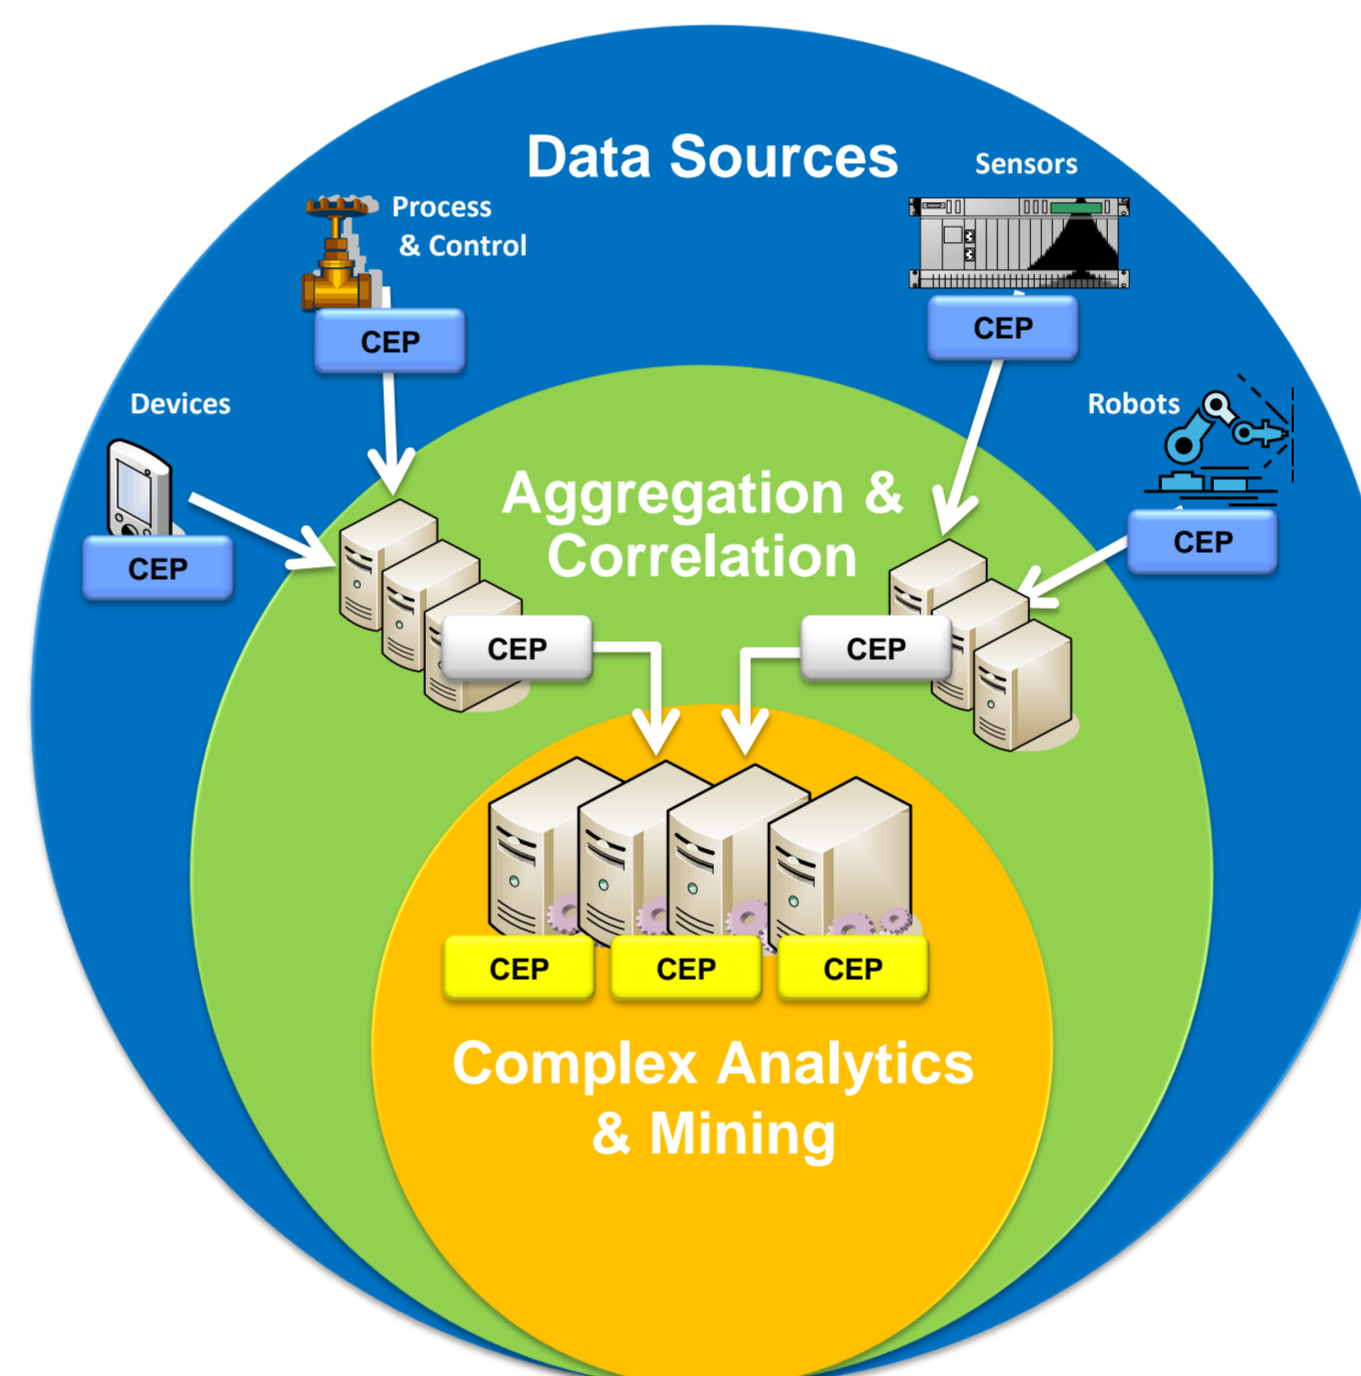 Data Sources
Sensors
Process
& Control
CEP
CEP
Devices
Robots
CEP
CEP
Aggregation &
Correlation
CEP
CEP
CEP
CEP
CEP
Complex Analytics
& Mining